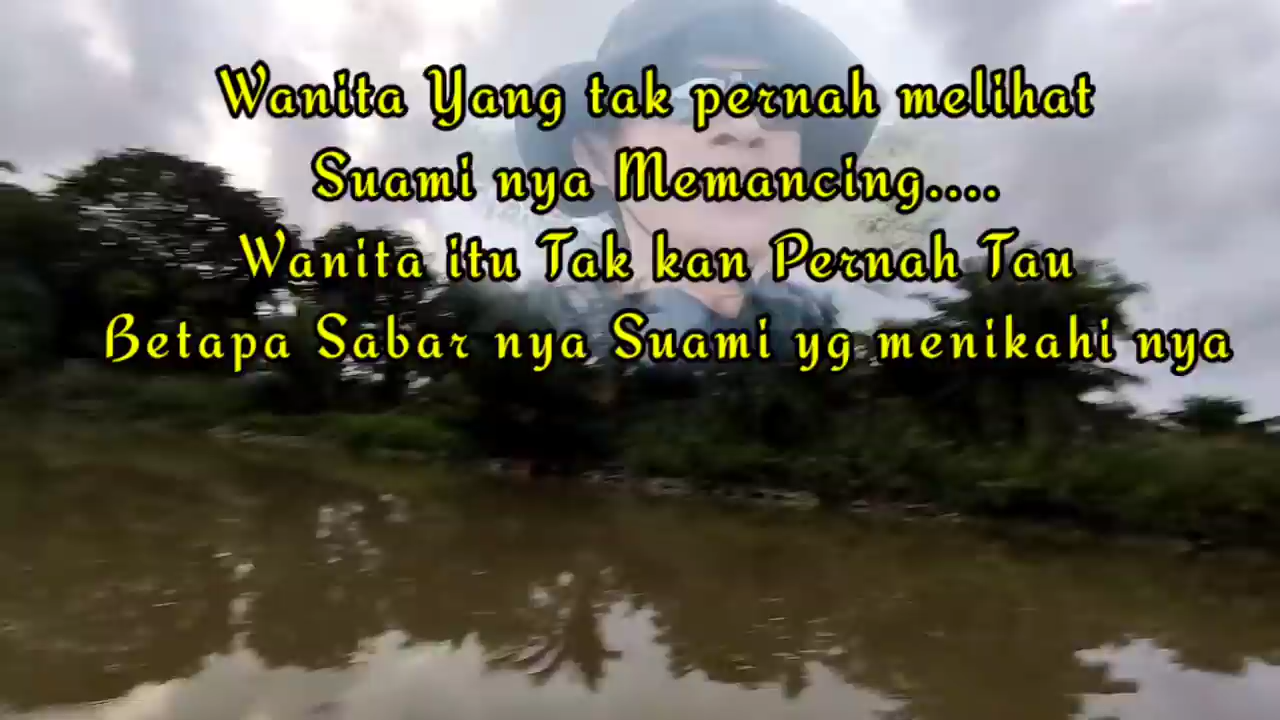 Wanita Yang tak pernah melihat
Suami nya Memancing....
Wanita itu Tak kan Pernah Tau
Betapa Sabar nya Suami yg menikahi nya